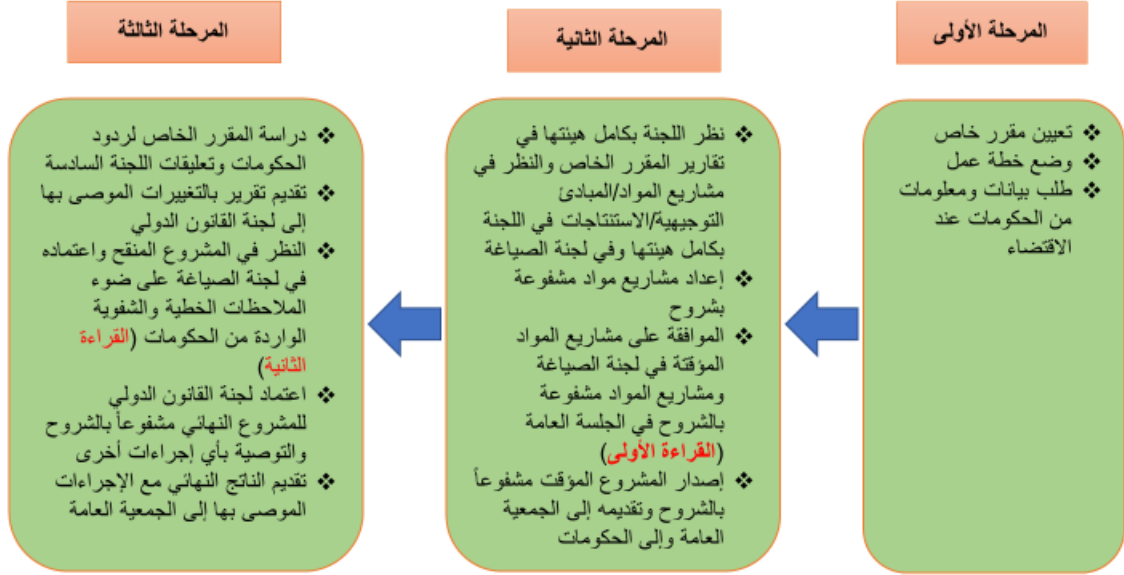 المرحلة الأولى
❖ تعيين مقرر خاص
❖ وضع خطة عمل
❖ طلب بيانات ومعلومات
من الحكومات عند
الاقتضاء
المرحلة الثانية
❖ نظر اللجنة بكامل هيئتها في
تقارير المقرر الخاص والنظر في
مشاريع المواد/المبادئ
التوجيهية/الاستنتاجات في اللجنة
بكامل هيئتها وفي لجنة الصياغة
❖ إعداد مشاريع مواد مشفوعة
بشروح
❖ الموافقة على مشاريع المواد
المؤقتة في لجنة الصياغة
ومشاريع المواد مشفوعة
بالشروح في الجلسة العامة
(القراءة الأولى)
❖ إصدار المشروع المؤقت مشفوعاً
بالشروح وتقديمه إلى الجمعية
العامة وإلى الحكومات
المرحلة الثالثة
❖ دراسة المقرر الخاص لردود
الحكومات وتعليقات اللجنة السادسة
❖ تقديم تقرير بالتغييرات الموصى بها
إلى لجنة القانون الدولي
❖ النظر في المشروع المنقح واعتماده
في لجنة الصياغة على ضوء
الملاحظات الخطية والشفوية
الواردة من الحكومات (القراءة
الثانية)
❖ اعتماد لجنة القانون الدولي
للمشروع النهائي مشفوعاً بالشروح
والتوصية بأي إجراءات أخرى
❖ تقديم الناتج النهائي مع الإجراءات
الموصى بها إلى الجمعية العامة